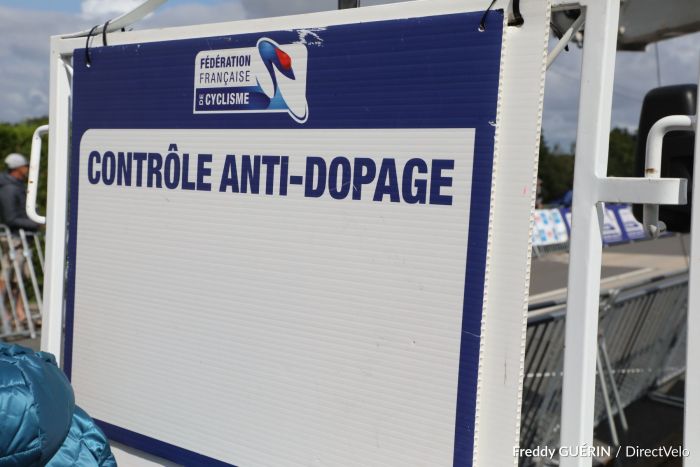 FÉDÉRATION
FRANÇAISE
DE CYCLISME
CONTRÔLE ANTI-DOPAGE
Freddy GUÉRIN / DirectVelo